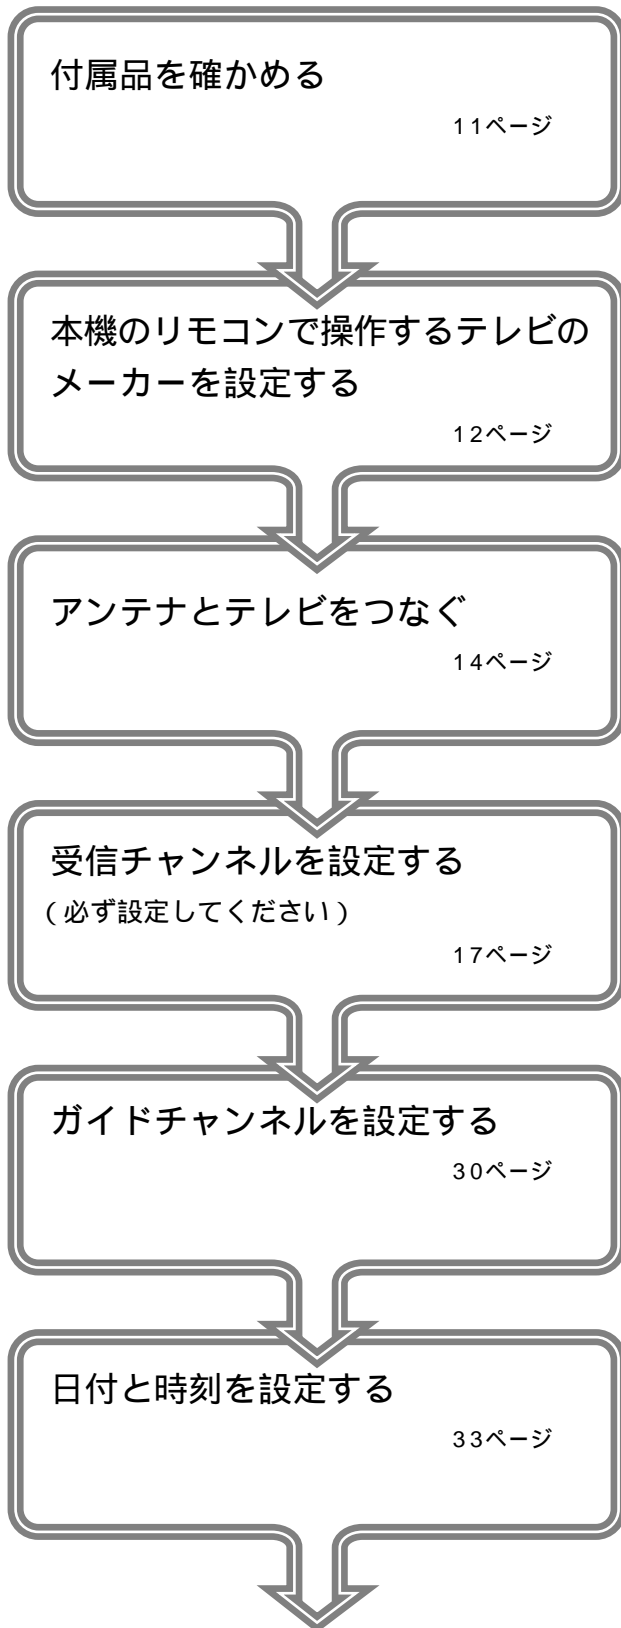 付属品を確かめる
11ページ
本機のリモコンで操作するテレビの
メーカーを設定する
12ページ
アンテナとテレビをつなぐ
14ページ
受信チャンネルを設定する
(必ず設定してください)
17ページ
ガイドチャンネルを設定する
30ページ
日付と時刻を設定する
33ページ